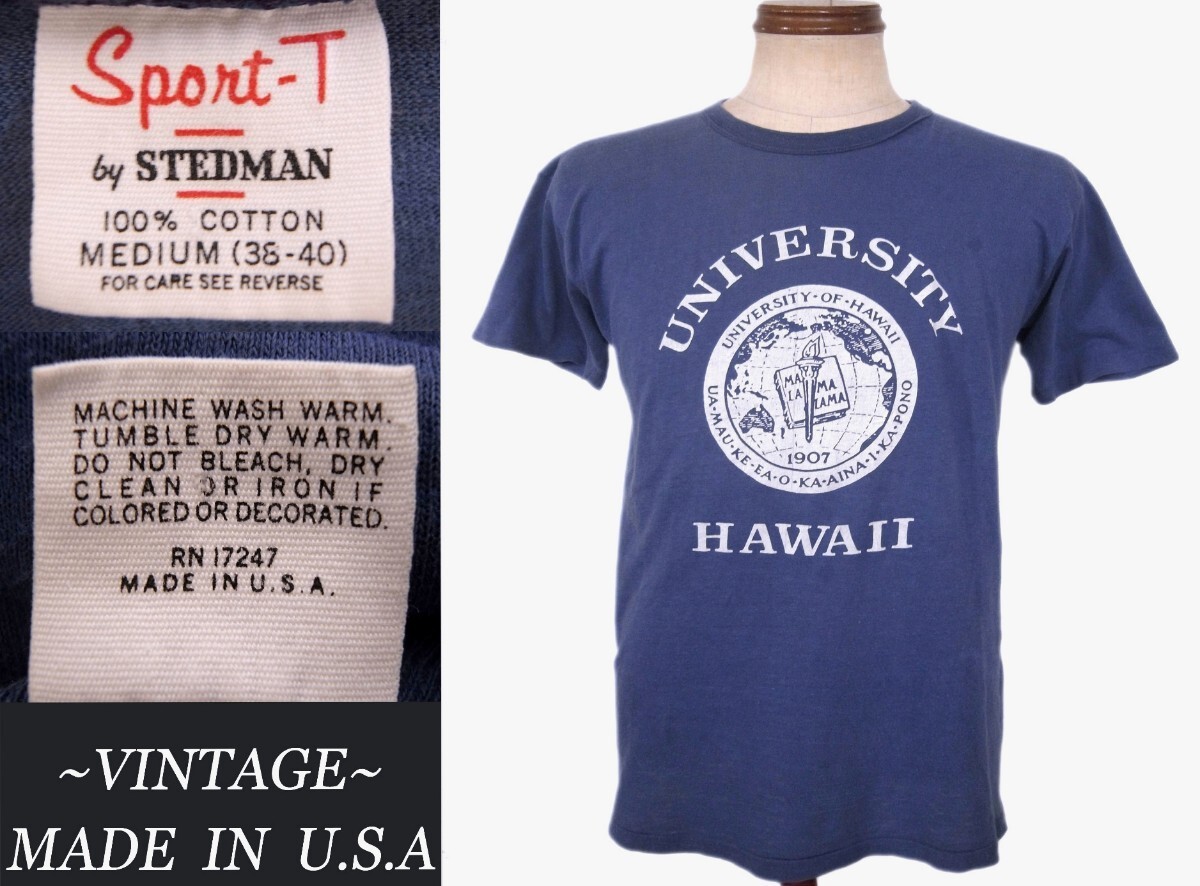 Sport-T
by STEDMAN
100% COTTON
MEDIUM (38-40)
FOR CARE SEE REVERSE
MACHINE WASH WARM.
TUMBLE DRY WARM.
DO NOT BLEACH, DRY
CLEAN OR IRON IF
COLORED OR DECORATED.
RN 17247
MADE IN U.S.A.
~VINTAGE~
MADE IN U.S.A
UNIVERSITY
UNIVERSITY·OF·HAWAII
MA MA
LA LAMA
1907
UA·MAU·KE·EA·O·KA·AINA·I·KA·PONO
HAWAII